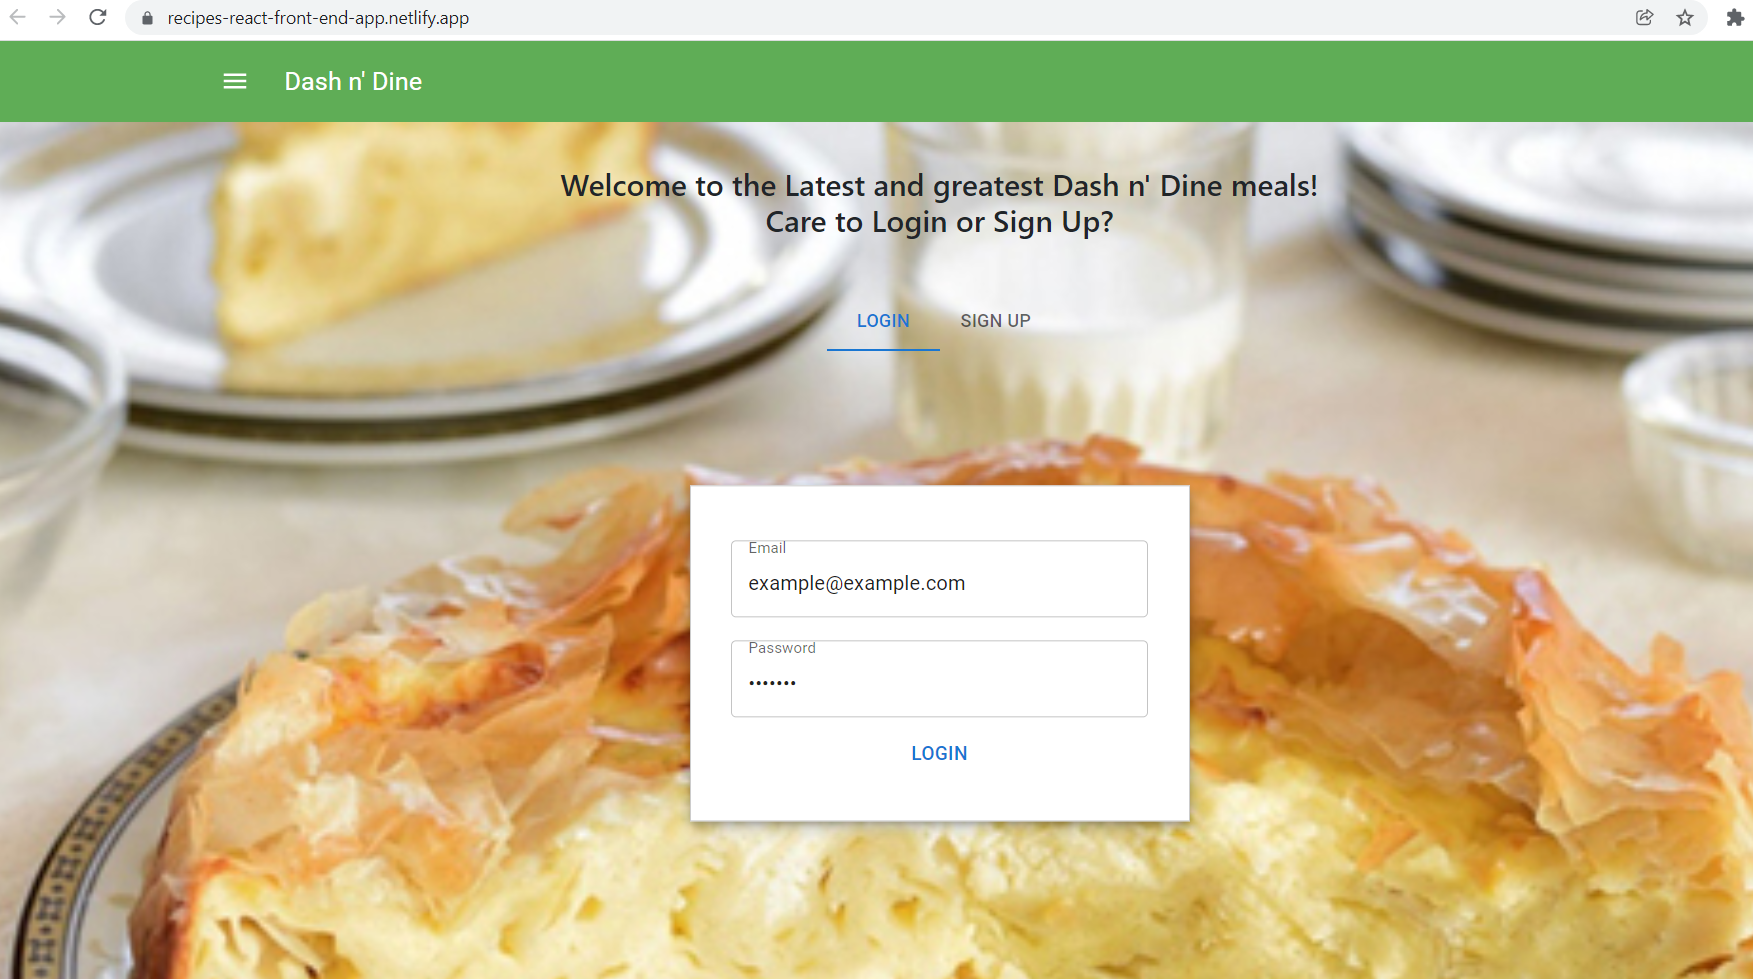 recipes-react-front-end-app.netlify.app
Dash n' Dine
Welcome to the Latest and greatest Dash n' Dine meals!
Care to Login or Sign Up?
LOGIN SIGN UP
Email
example@example.com
Password
•••••••
LOGIN